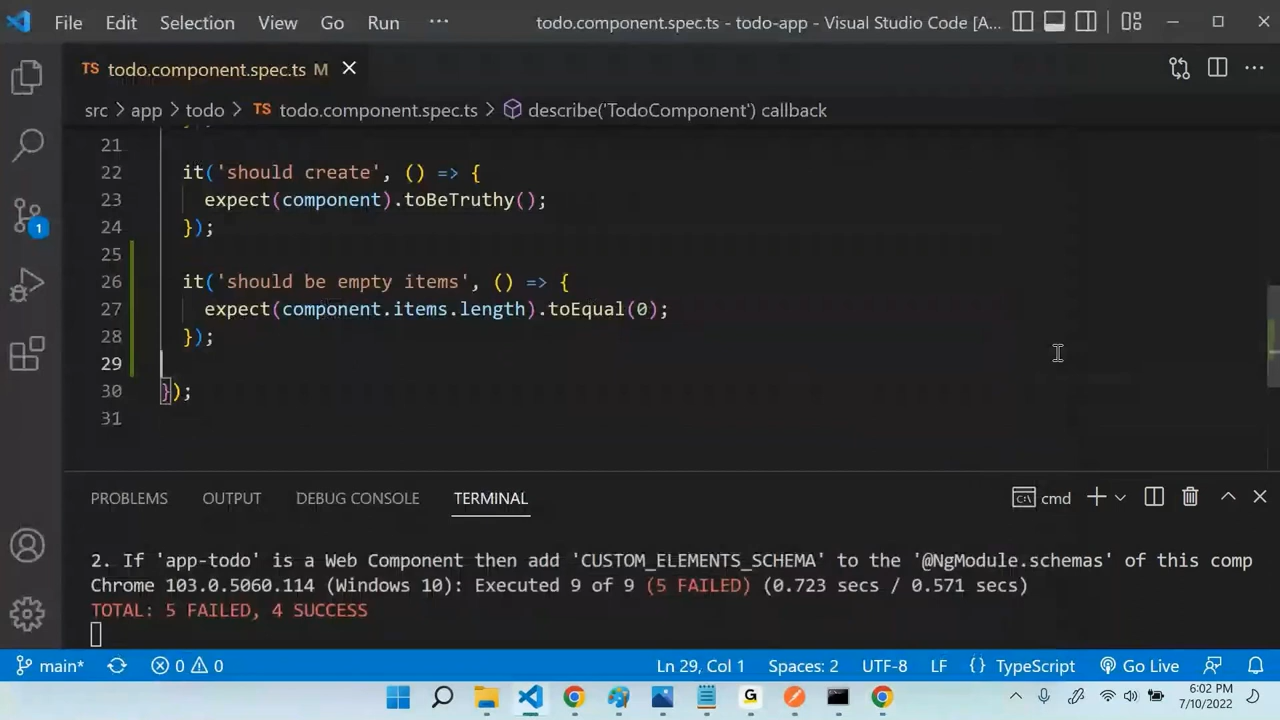 File Edit Selection View Go Run ··· todo.component.spec.ts - todo-app - Visual Studio Code [A...
TS todo.component.spec.ts M
src > app > todo > TS todo.component.spec.ts > describe('TodoComponent') callback
21
22 it('should create', () => {
23 expect(component).toBeTruthy();
24 });
25
26 it('should be empty items', () => {
27 expect(component.items.length).toEqual(0);
28 });
29
30 });
31
1
PROBLEMS OUTPUT DEBUG CONSOLE TERMINAL cmd
2. If 'app-todo' is a Web Component then add 'CUSTOM_ELEMENTS_SCHEMA' to the '@NgModule.schemas' of this comp
Chrome 103.0.5060.114 (Windows 10): Executed 9 of 9 (5 FAILED) (0.723 secs / 0.571 secs)
TOTAL: 5 FAILED, 4 SUCCESS
main* 0 0 Ln 29, Col 1 Spaces: 2 UTF-8 LF {} TypeScript Go Live
G
6:02 PM
7/10/2022